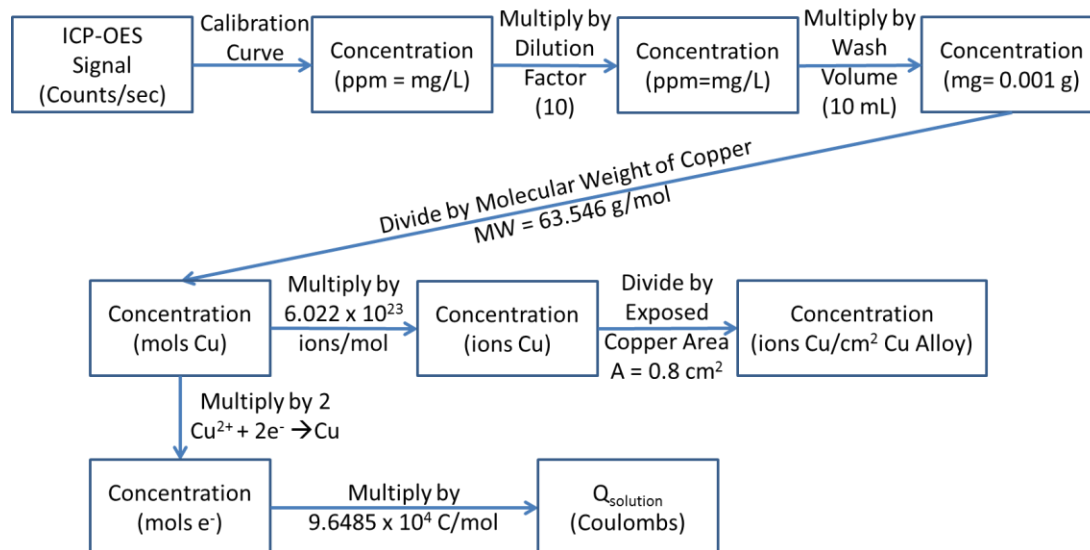 ICP-OES
Signal
(Counts/sec)
Calibration
Curve
Concentration
(ppm = mg/L)
Multiply by
Dilution
Factor
(10)
Concentration
(ppm=mg/L)
Multiply by
Wash
Volume
(10 mL)
Concentration
(mg= 0.001 g)
Divide by Molecular Weight of Copper
MW = 63.546 g/mol
Concentration
(mols Cu)
Multiply by
6.022 x 10²³
ions/mol
Concentration
(ions Cu)
Divide by
Exposed
Copper Area
A = 0.8 cm²
Concentration
(ions Cu/cm² Cu Alloy)
Multiply by 2
Cu²⁺ + 2e⁻ →Cu
Concentration
(mols e⁻)
Multiply by
9.6485 x 10⁴ C/mol
Qsolution
(Coulombs)